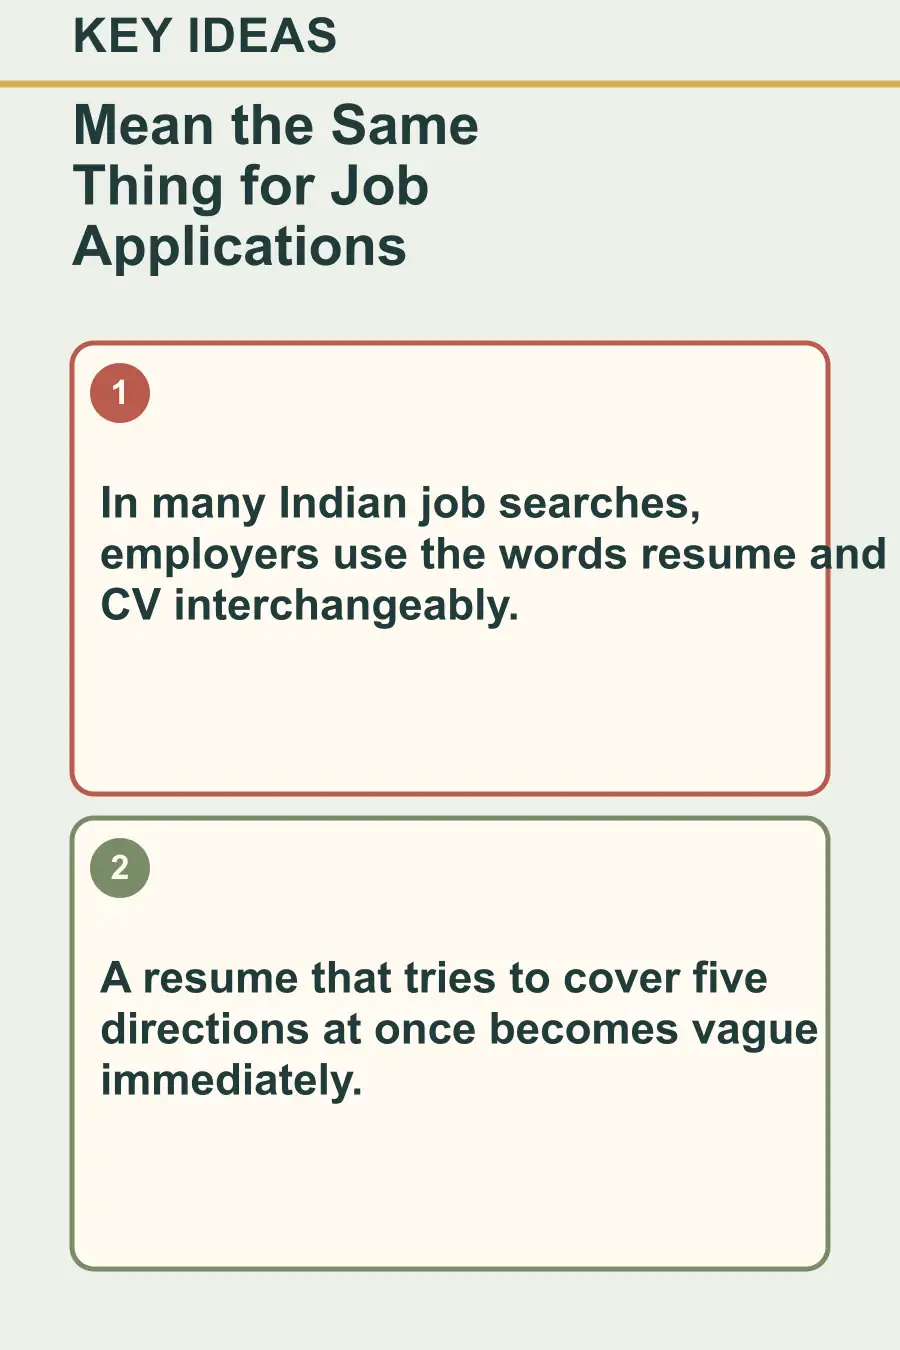 KEY IDEAS
Mean the Same
Thing for Job
Applications
1
In many Indian job searches,
employers use the words resume and
CV interchangeably.
2
A resume that tries to cover five
directions at once becomes vague
immediately.